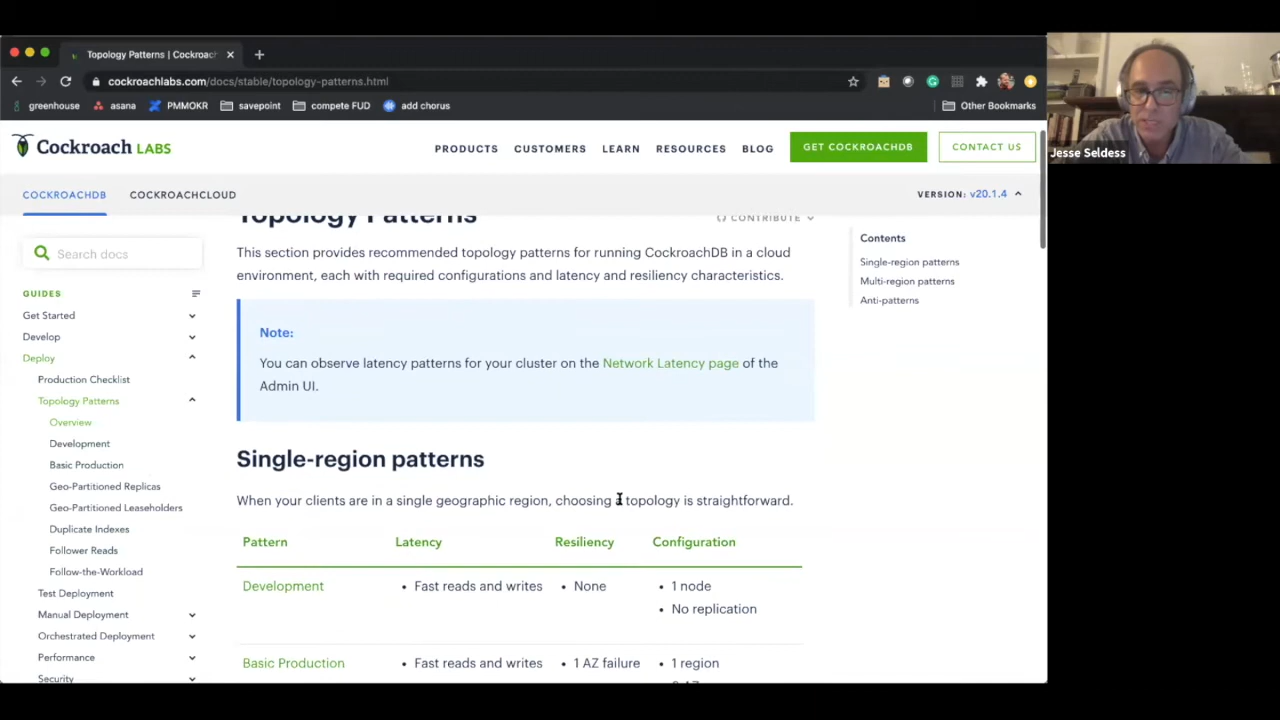 Topology Patterns | Cockroach
cockroachlabs.com/docs/stable/topology-patterns.html
greenhouse asana PMMOKR savepoint compete FUD add chorus Other Bookmarks
Cockroach LABS PRODUCTS CUSTOMERS LEARN RESOURCES BLOG GET COCKROACHDB CONTACT US
Jesse Seldess
COCKROACHDB COCKROACHCLOUD VERSION: v20.1.4
Topology Patterns
CONTRIBUTE
Search docs
GUIDES
Get Started
Develop
Deploy
Production Checklist
Topology Patterns
Overview
Development
Basic Production
Geo-Partitioned Replicas
Geo-Partitioned Leaseholders
Duplicate Indexes
Follower Reads
Follow-the-Workload
Test Deployment
Manual Deployment
Orchestrated Deployment
Performance
Security
This section provides recommended topology patterns for running CockroachDB in a cloud
environment, each with required configurations and latency and resiliency characteristics.
Note:
You can observe latency patterns for your cluster on the Network Latency page of the
Admin UI.
Single-region patterns
When your clients are in a single geographic region, choosing a topology is straightforward.
Pattern Latency Resiliency Configuration
Development • Fast reads and writes • None • 1 node
• No replication
Basic Production • Fast reads and writes • 1 AZ failure • 1 region
Contents
Single-region patterns
Multi-region patterns
Anti-patterns